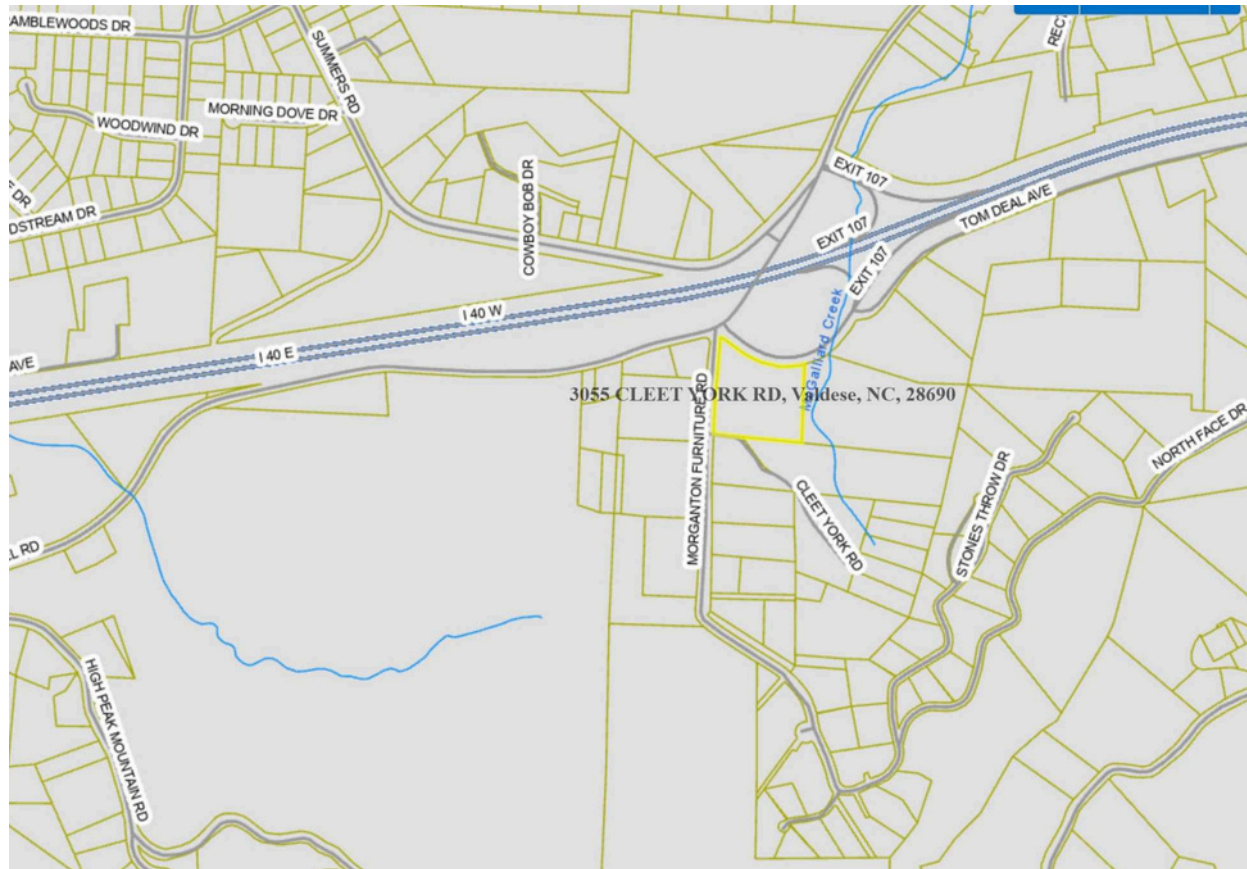 AMBLEWOODS DR
SUMMERS RD
REC
MORNING DOVE DR
WOODWIND DR
EXIT 107
E DR
DSTREAM DR
COWBOY BOB DR
TOM DEAL AVE
EXIT 107
EXIT 107
I 40 W
McGalliard Creek
I 40 E
AVE
3055 CLEET YORK RD, Valdese, NC, 28690
MORGANTON FURNITURE RD
NORTH FACE DR
STONES THROW DR
CLEET YORK RD
L RD
HIGH PEAK MOUNTAIN RD